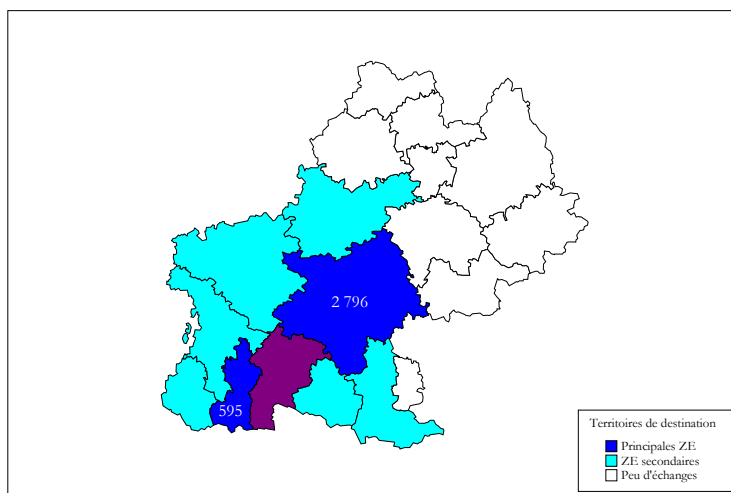 2 796
595
Territoires de destination
Principales ZE
ZE secondaires
Peu d'échanges